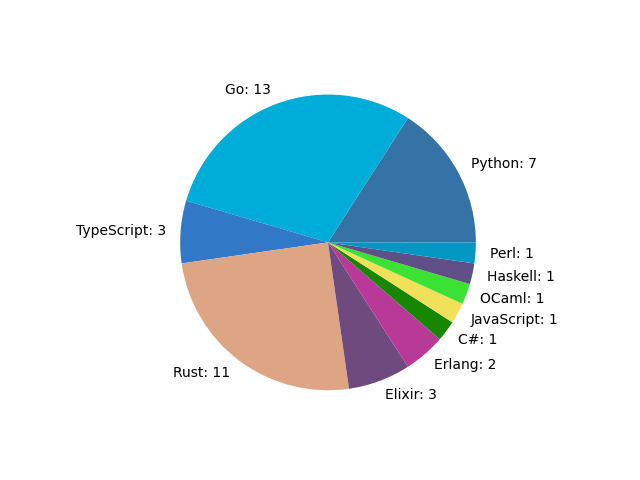 Go: 13
Python: 7
TypeScript: 3
Perl: 1
Haskell: 1
OCaml: 1
JavaScript: 1
C#: 1
Erlang: 2
Rust: 11
Elixir: 3